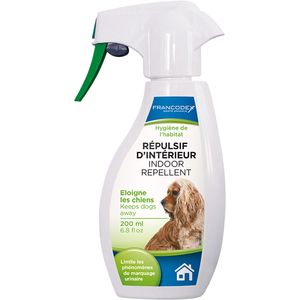 FRANCODEX
Hygiène de
l'habitat
RÉPULSIF
D'INTÉRIEUR
INDOOR
REPELLENT
Eloigne
les chiens
Keeps dogs
away
200 ml
6.8 fl oz
Limite les
phénomènes
de marquage
urinaire